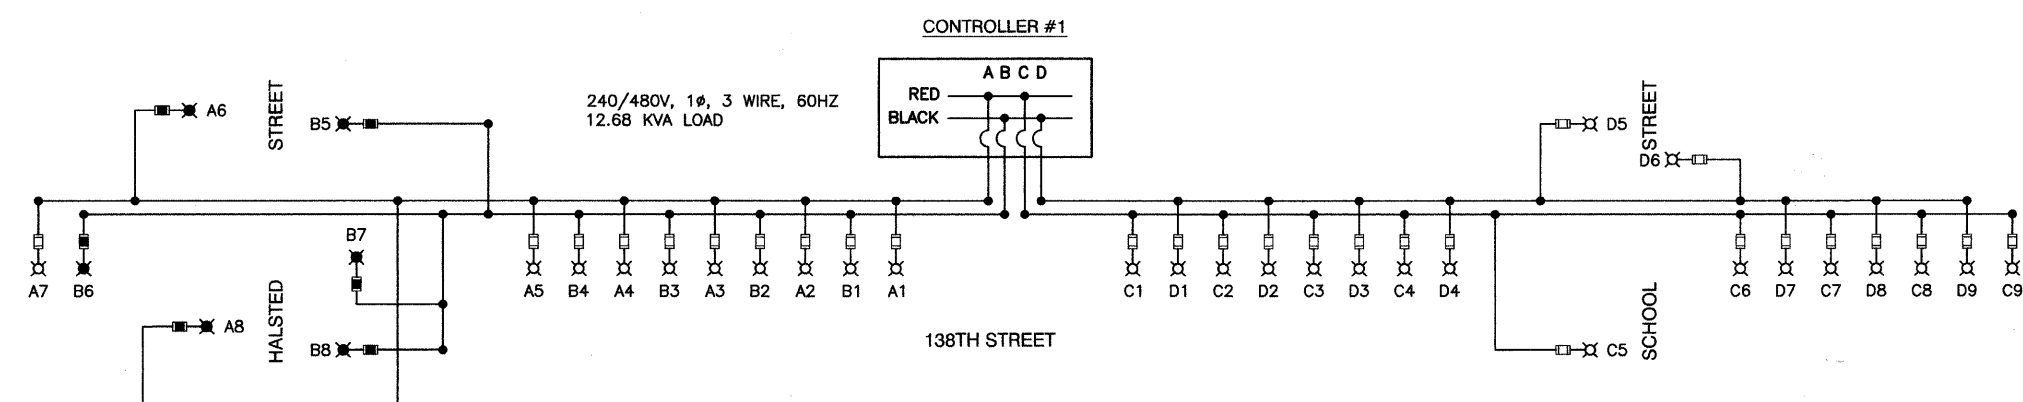 CONTROLLER #1
A B C D
RED
BLACK
240/480V, 1ø, 3 WIRE, 60HZ
12.68 KVA LOAD
A6
STREET
B5
D5
STREET
D6
B7
A7 B6 A5 B4 A4 B3 A3 B2 A2 B1 A1 C1 D1 C2 D2 C3 D3 C4 D4 C6 D7 C7 D8 C8 D9 C9
A8
HALSTED
B8
138TH STREET
C5
SCHOOL